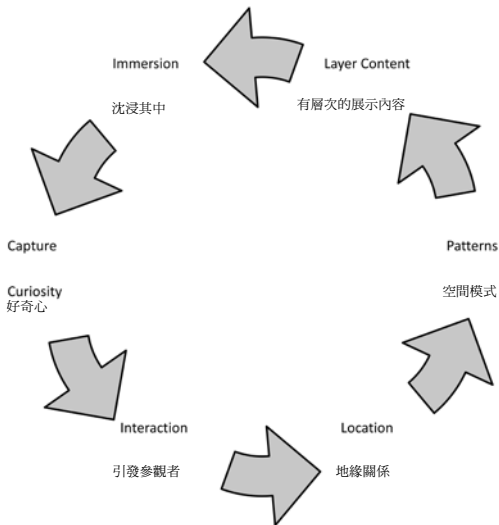 Immersion
沈浸其中
Layer Content
有層次的展示內容
Capture
Curiosity
好奇心
Patterns
空間模式
Interaction
引發參觀者
Location
地緣關係